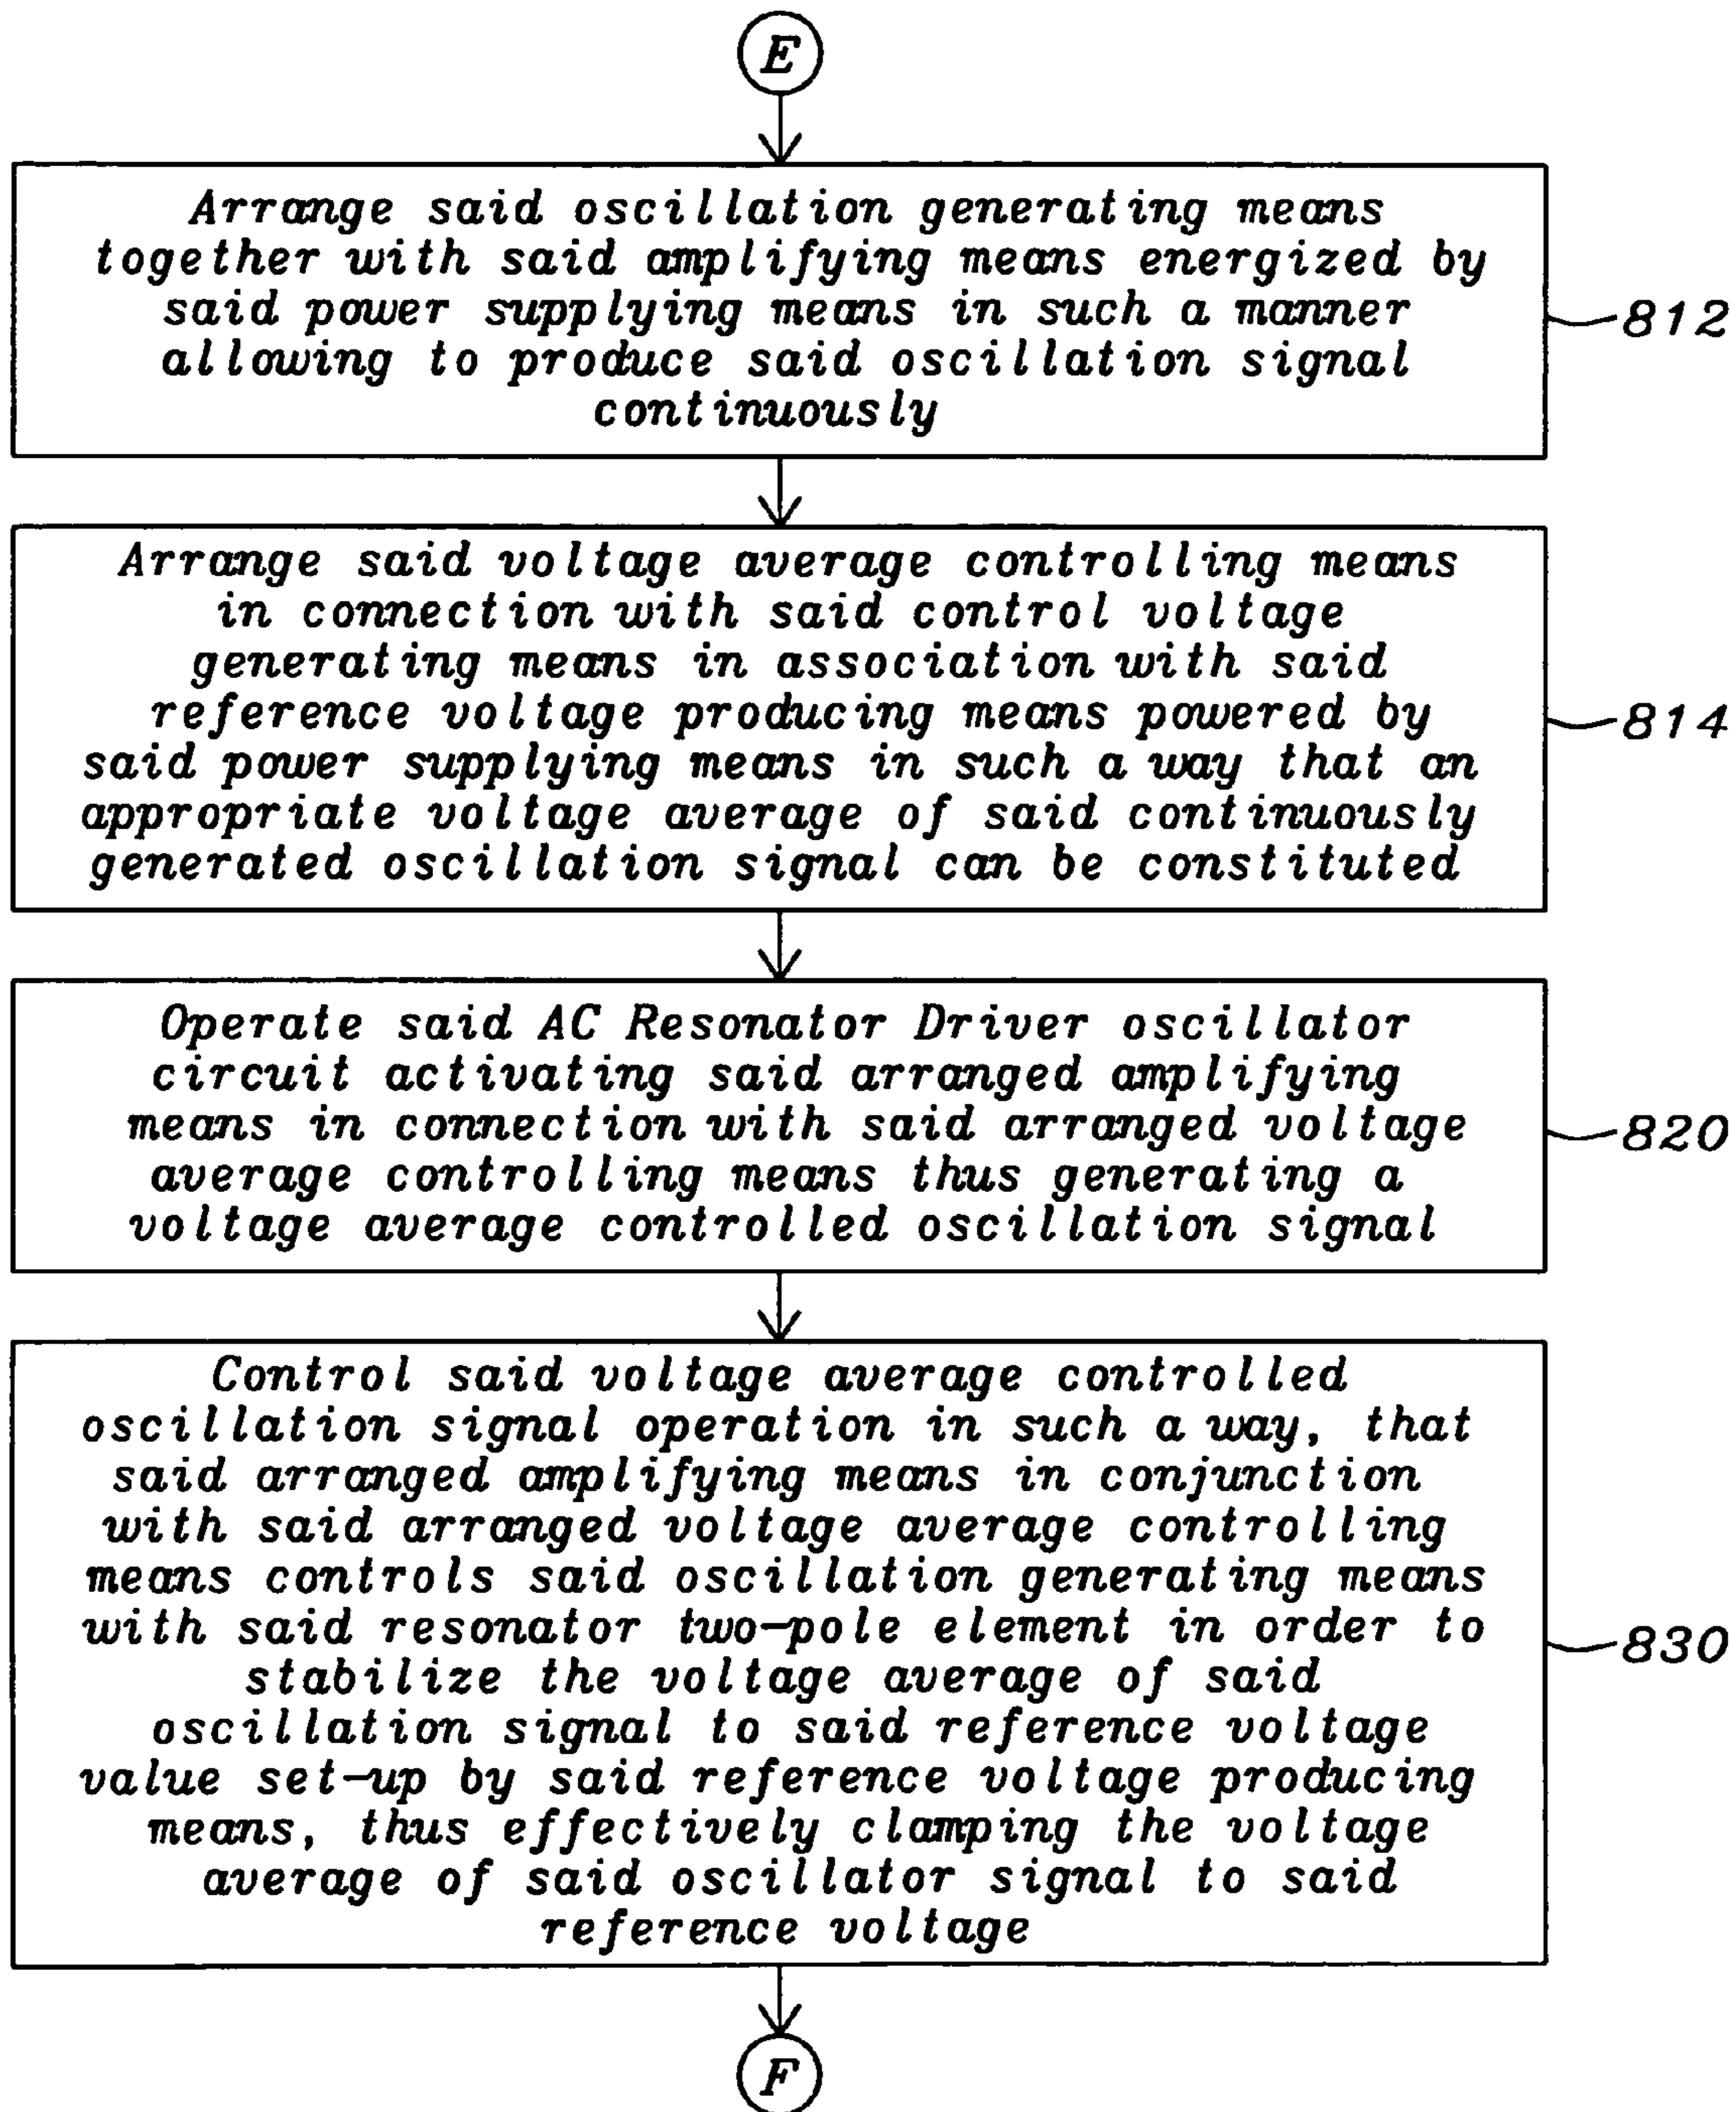 E
Arrange said oscillation generating means
together with said amplifying means energized by
said power supplying means in such a manner
allowing to produce said oscillation signal
continuously
812
Arrange said voltage average controlling means
in connection with said control voltage
generating means in association with said
reference voltage producing means powered by
said power supplying means in such a way that an
appropriate voltage average of said continuously
generated oscillation signal can be constituted
814
Operate said AC Resonator Driver oscillator
circuit activating said arranged amplifying
means in connection with said arranged voltage
average controlling means thus generating a
voltage average controlled oscillation signal
820
Control said voltage average controlled
oscillation signal operation in such a way, that
said arranged amplifying means in conjunction
with said arranged voltage average controlling
means controls said oscillation generating means
with said resonator two-pole element in order to
stabilize the voltage average of said
oscillation signal to said reference voltage
value set-up by said reference voltage producing
means, thus effectively clamping the voltage
average of said oscillator signal to said
reference voltage
830
F